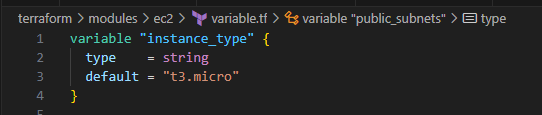 terraform > modules > ec2 > variable.tf > variable "public_subnets" > type
1 variable "instance_type" {
2   type    = string
3   default = "t3.micro"
4 }
5